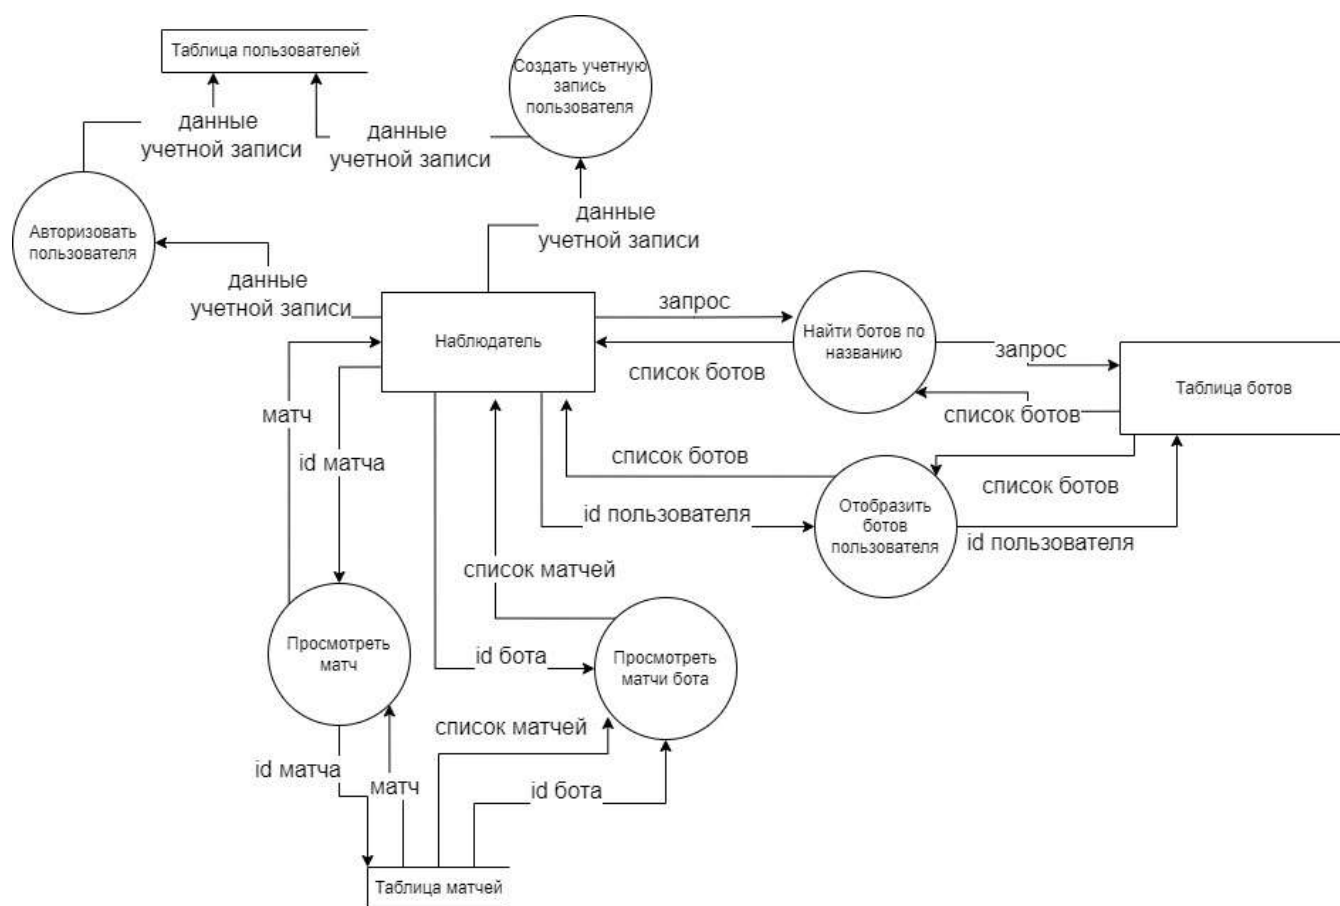 Таблица пользователей
Создать учетную
запись
пользователя
данные
учетной записи
данные
учетной записи
Авторизовать
пользователя
данные
учетной записи
данные
учетной записи
Наблюдатель
запрос
Найти ботов по
названию
запрос
список ботов
Таблица ботов
список ботов
матч
id матча
список ботов
список ботов
id пользователя
Отобразить
ботов
пользователя
id пользователя
список матчей
Просмотреть
матч
id бота
Просмотреть
матчи бота
список матчей
id матча
матч
id бота
Таблица матчей